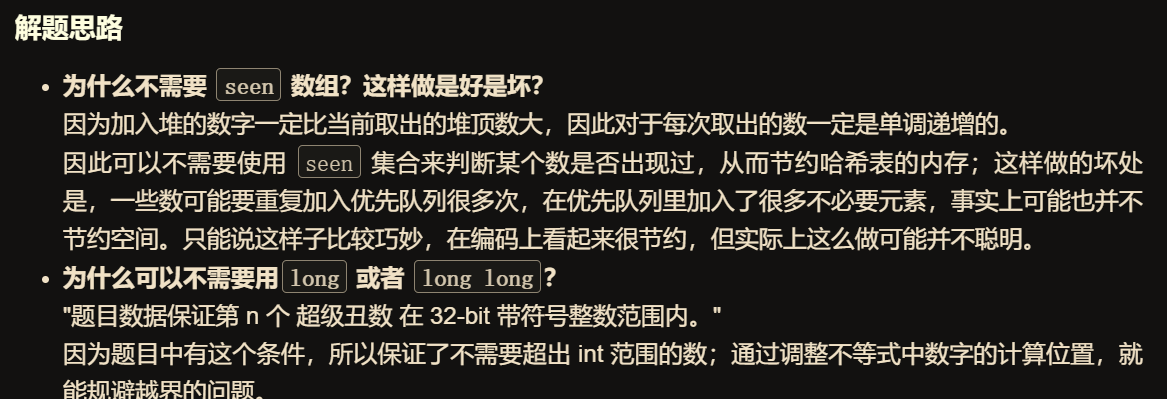 解题思路
• 为什么不需要 seen 数组？这样做是好是坏？
因为加入堆的数字一定比当前取出的堆顶数大，因此对于每次取出的数一定是单调递增的。
因此可以不需要使用 seen 集合来判断某个数是否出现过，从而节约哈希表的内存；这样做的坏处
是，一些数可能要重复加入优先队列很多次，在优先队列里加入了很多不必要元素，事实上可能也并不
节约空间。只能说这样子比较巧妙，在编码上看起来很节约，但实际上这么做可能并不聪明。
• 为什么可以不需要用 long 或者 long long？
"题目数据保证第 n 个 超级丑数 在 32-bit 带符号整数范围内。"
因为题目中有这个条件，所以保证了不需要超出 int 范围的数；通过调整不等式中数字的计算位置，就
能规避越界的问题。